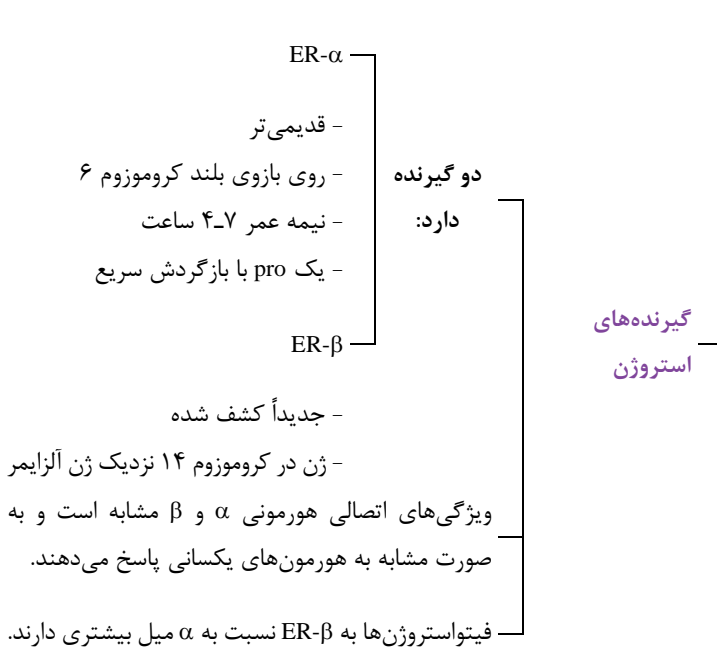 گیرنده‌های
استروژن
دو گیرنده
دارد:
ER-α
- قدیمی‌تر
- روی بازوی بلند کروموزوم ۶
- نیمه عمر ۷ـ۴ ساعت
- یک pro با بازگردش سریع
ER-β
- جدیداً کشف شده
- ژن در کروموزوم ۱۴ نزدیک ژن آلزایمر
ویژگی‌های اتصالی هورمونی α و β مشابه است و به
صورت مشابه به هورمون‌های یکسانی پاسخ می‌دهند.
فیتواستروژن‌ها به ER-β نسبت به α میل بیشتری دارند.